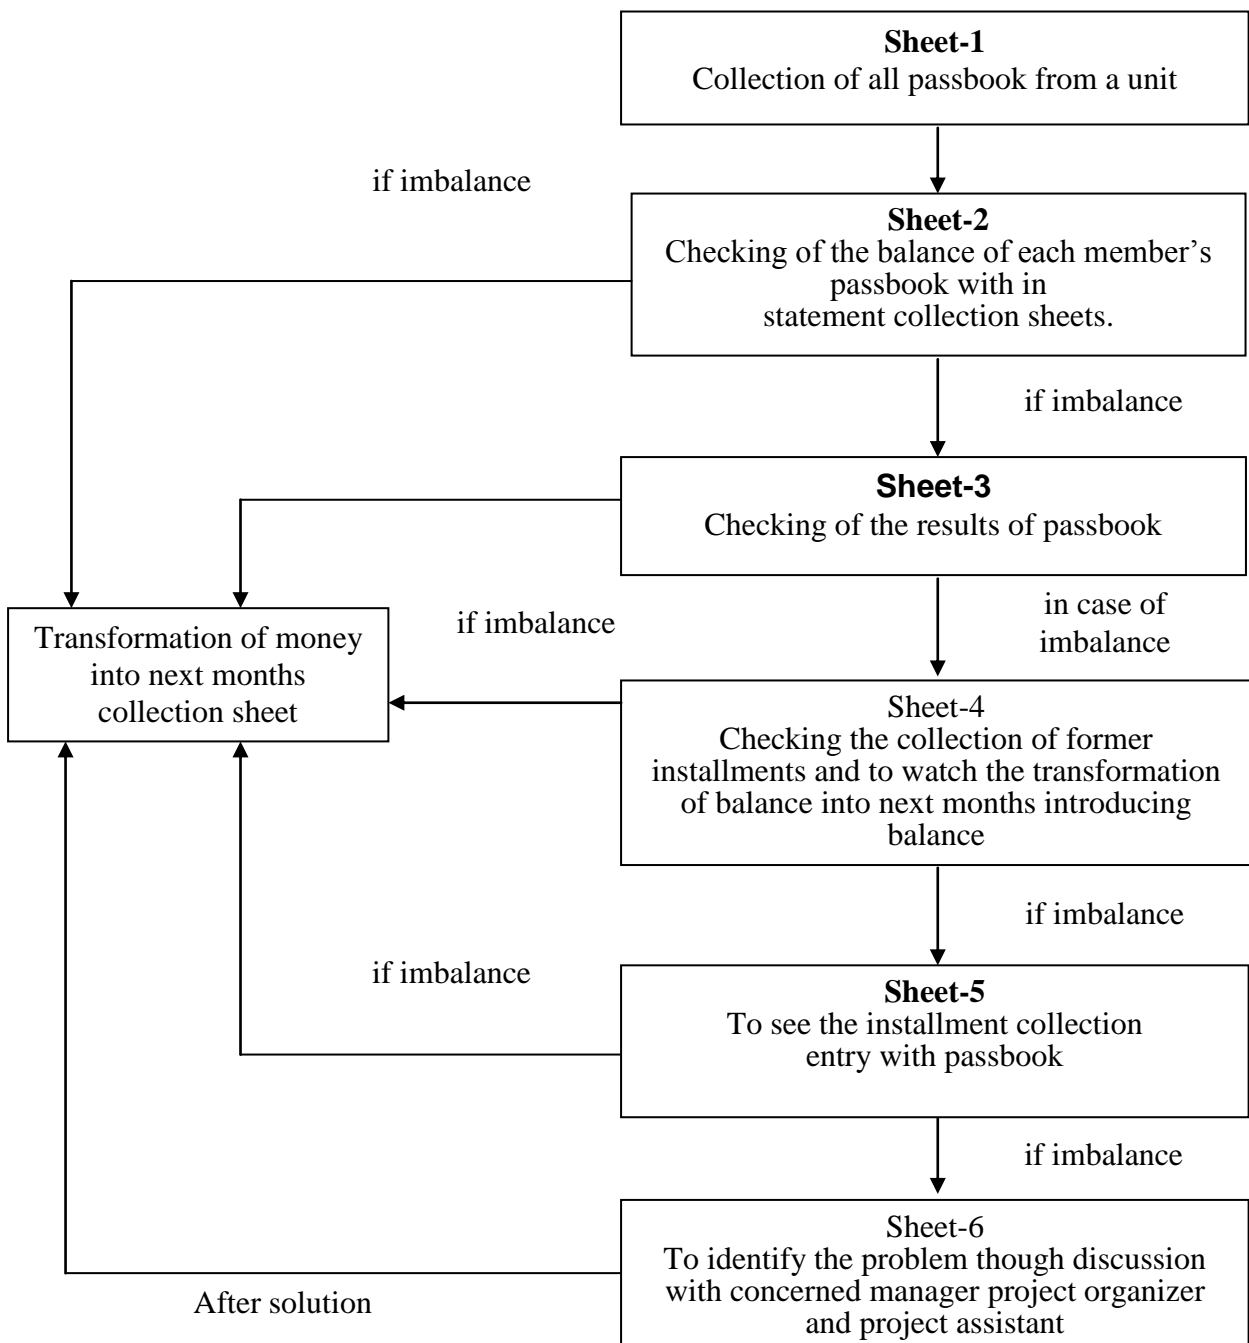 Sheet-1
Collection of all passbook from a unit
if imbalance
Sheet-2
Checking of the balance of each member’s
passbook with in
statement collection sheets.
if imbalance
Sheet-3
Checking of the results of passbook
in case of
imbalance
if imbalance
Transformation of money
into next months
collection sheet
Sheet-4
Checking the collection of former
installments and to watch the transformation
of balance into next months introducing
balance
if imbalance
if imbalance
Sheet-5
To see the installment collection
entry with passbook
if imbalance
Sheet-6
To identify the problem though discussion
with concerned manager project organizer
and project assistant
After solution